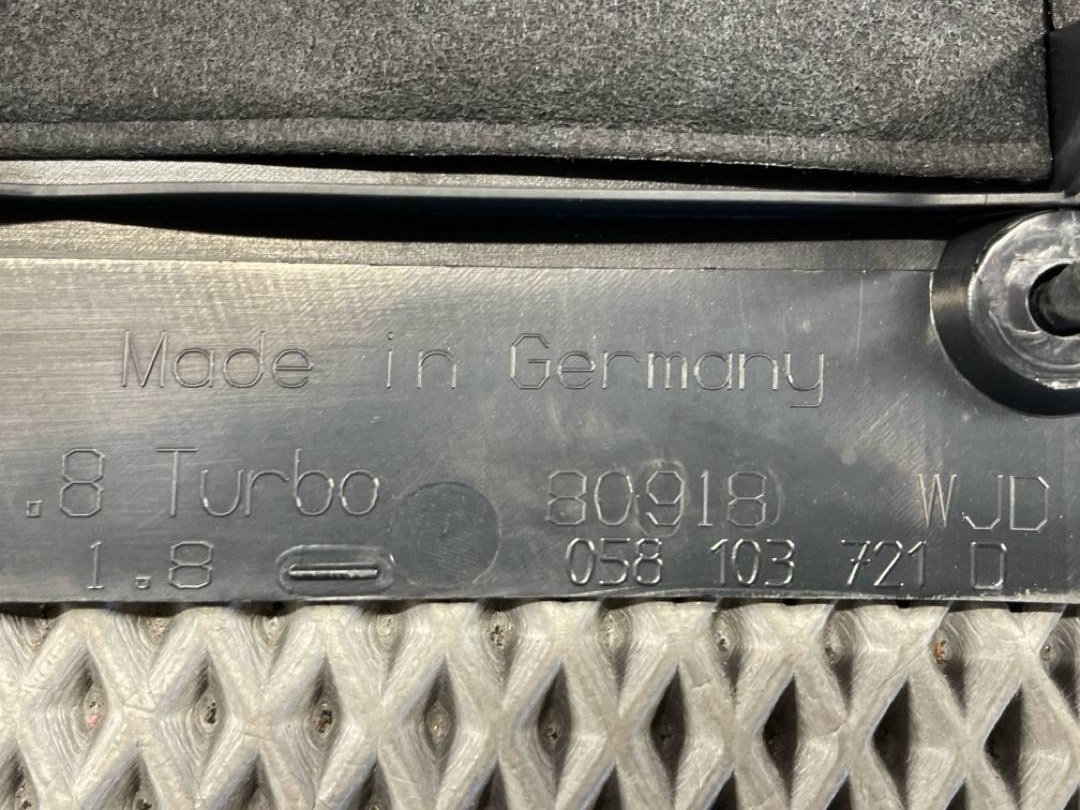 Made in Germany
.8 Turbo 80918 WJD
1.8 058 103 721 D